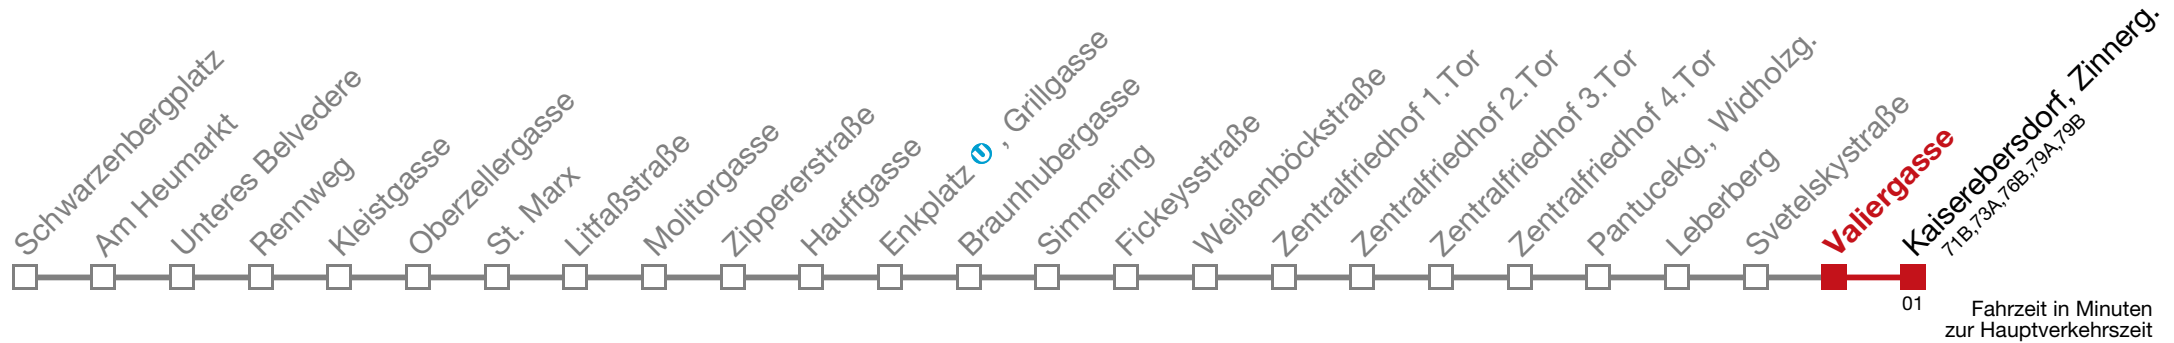 Schwarzenbergplatz
Am Heumarkt
Unteres Belvedere
Rennweg
Kleistgasse
Oberzellergasse
St. Marx
Litfaßstraße
Molitorgasse
Zippererstraße
Hauffgasse
Enkplatz U, Grillgasse
Braunhubergasse
Simmering
Fickeysstraße
Weißenböckstraße
Zentralfriedhof 1.Tor
Zentralfriedhof 2.Tor
Zentralfriedhof 3.Tor
Zentralfriedhof 4.Tor
Pantucekg., Widholzg.
Leberberg
Svetelskystraße
Valiergasse
Kaiserebersdorf, Zinnerg.
71B,73A,76B,79A,79B
01
Fahrzeit in Minuten
zur Hauptverkehrszeit